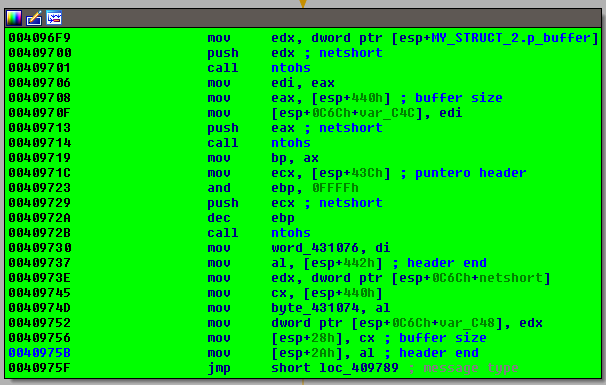 004096F9 mov edx, dword ptr [esp+MY_STRUCT_2.p_buffer]
00409700 push edx ; netshort
00409701 call ntohs
00409706 mov edi, eax
00409708 mov eax, [esp+440h] ; buffer size
0040970F mov [esp+0C6Ch+var_C4C], edi
00409713 push eax ; netshort
00409714 call ntohs
00409719 mov bp, ax
0040971C mov ecx, [esp+43Ch] ; puntero header
00409723 and ebp, 0FFFFh
00409729 push ecx ; netshort
0040972A dec ebp
0040972B call ntohs
00409730 mov word_431076, di
00409737 mov al, [esp+442h] ; header end
0040973E mov edx, dword ptr [esp+0C6Ch+netshort]
00409745 mov cx, [esp+440h]
0040974D mov byte_431074, al
00409752 mov dword ptr [esp+0C6Ch+var_C48], edx
00409756 mov [esp+28h], cx ; buffer size
0040975B mov [esp+2Ah], al ; header end
0040975F jmp short loc_409789 ; message type